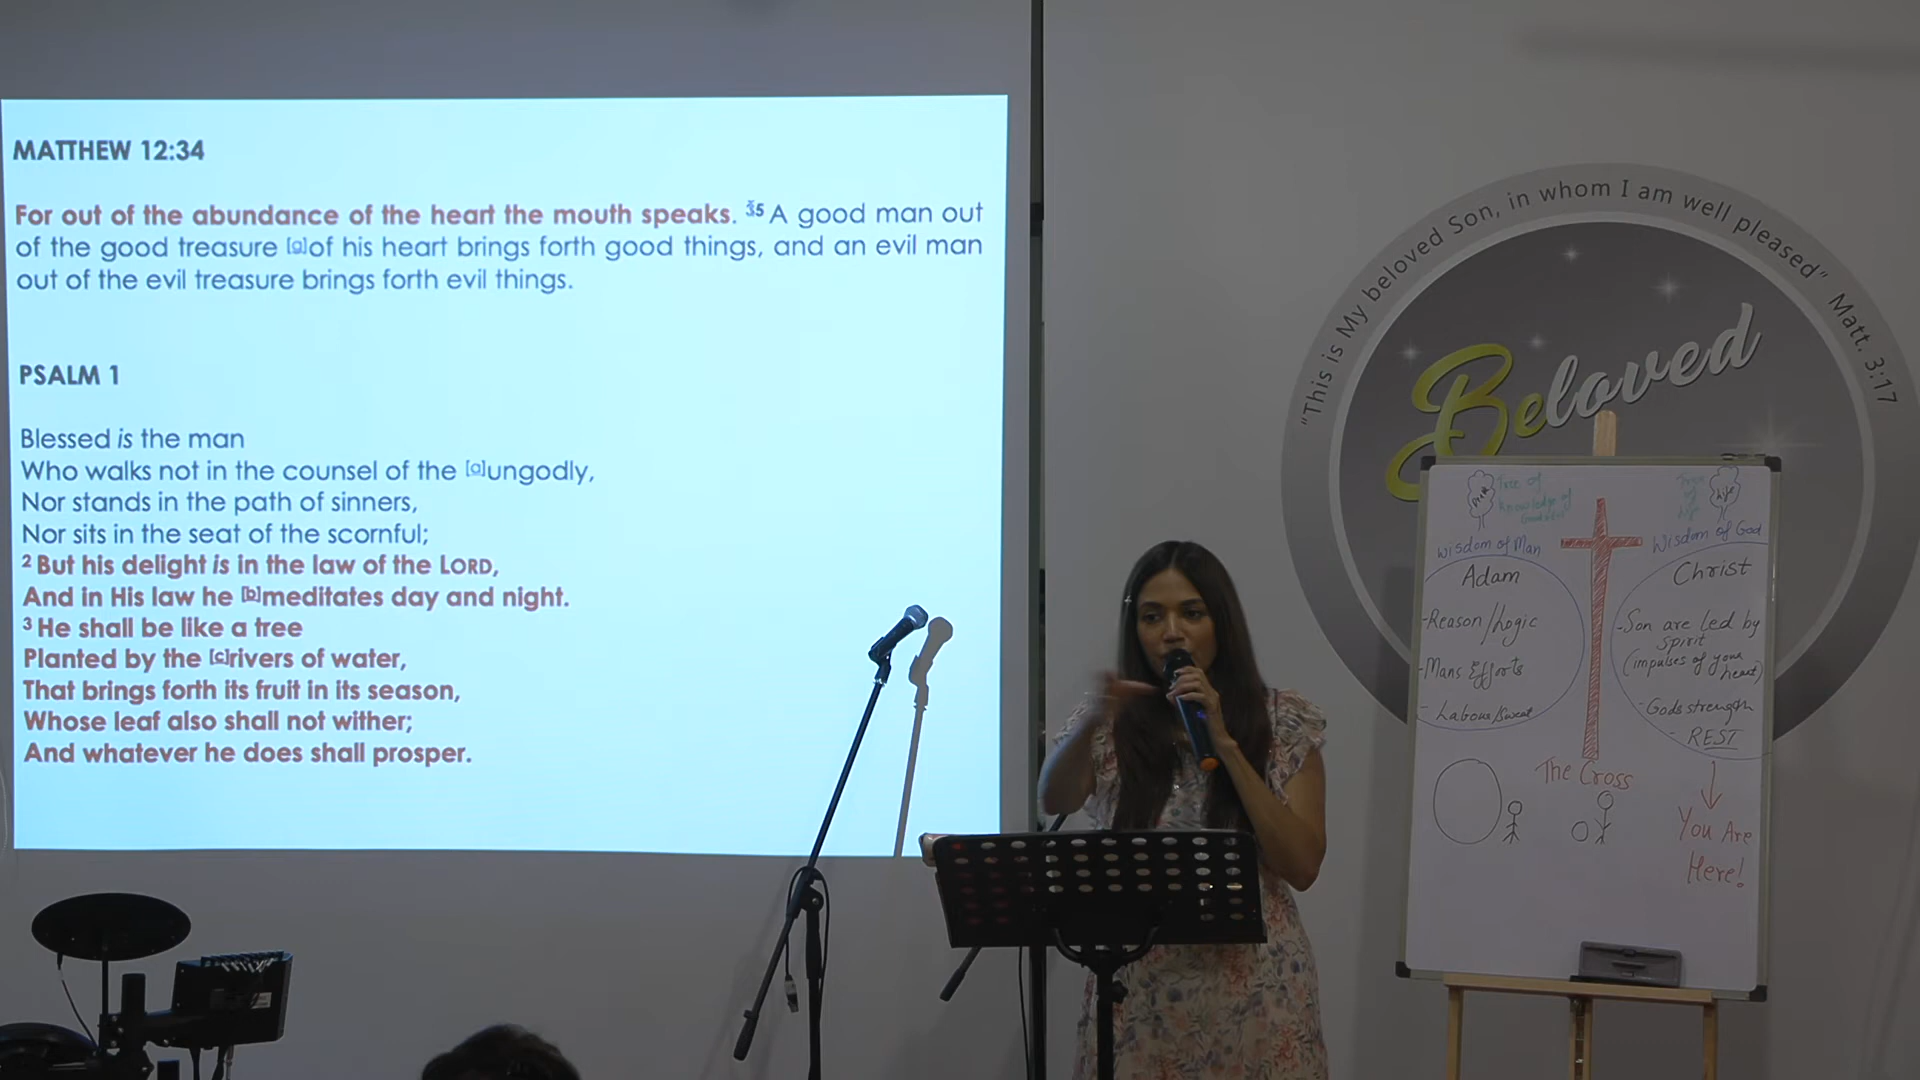 MATTHEW 12:34
For out of the abundance of the heart the mouth speaks. 35 A good man out
of the good treasure [a]of his heart brings forth good things, and an evil man
out of the evil treasure brings forth evil things.
PSALM 1
Blessed is the man
Who walks not in the counsel of the [a]ungodly,
Nor stands in the path of sinners,
Nor sits in the seat of the scornful;
2 But his delight is in the law of the LORD,
And in His law he [b]meditates day and night.
3 He shall be like a tree
Planted by the [c]rivers of water,
That brings forth its fruit in its season,
Whose leaf also shall not wither;
And whatever he does shall prosper.
"This is My beloved Son, in whom I am well pleased" Matt. 3:17
Beloved
Tree of
Knowledge of
Wisdom of Man
Adam
-Reason/Logic
-Mans Efforts
- Labour/Sweat
The Cross
Tree
of
life
life
Wisdom of God
Christ
-Son are led by
spirit
(impulses of your
heart)
-Gods strength
- REST
You Are
Here!